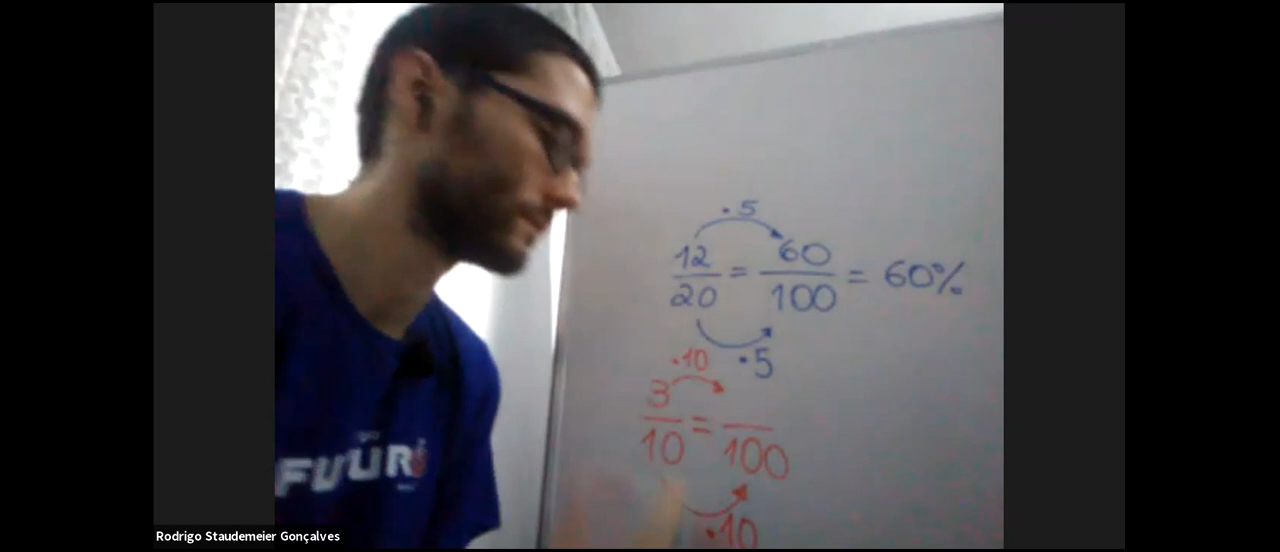 ·5
12/20 = 60/100 = 60%
·5
·10
3/10 = /100
·10
FUTURO
Rodrigo Staudemeier Gonçalves